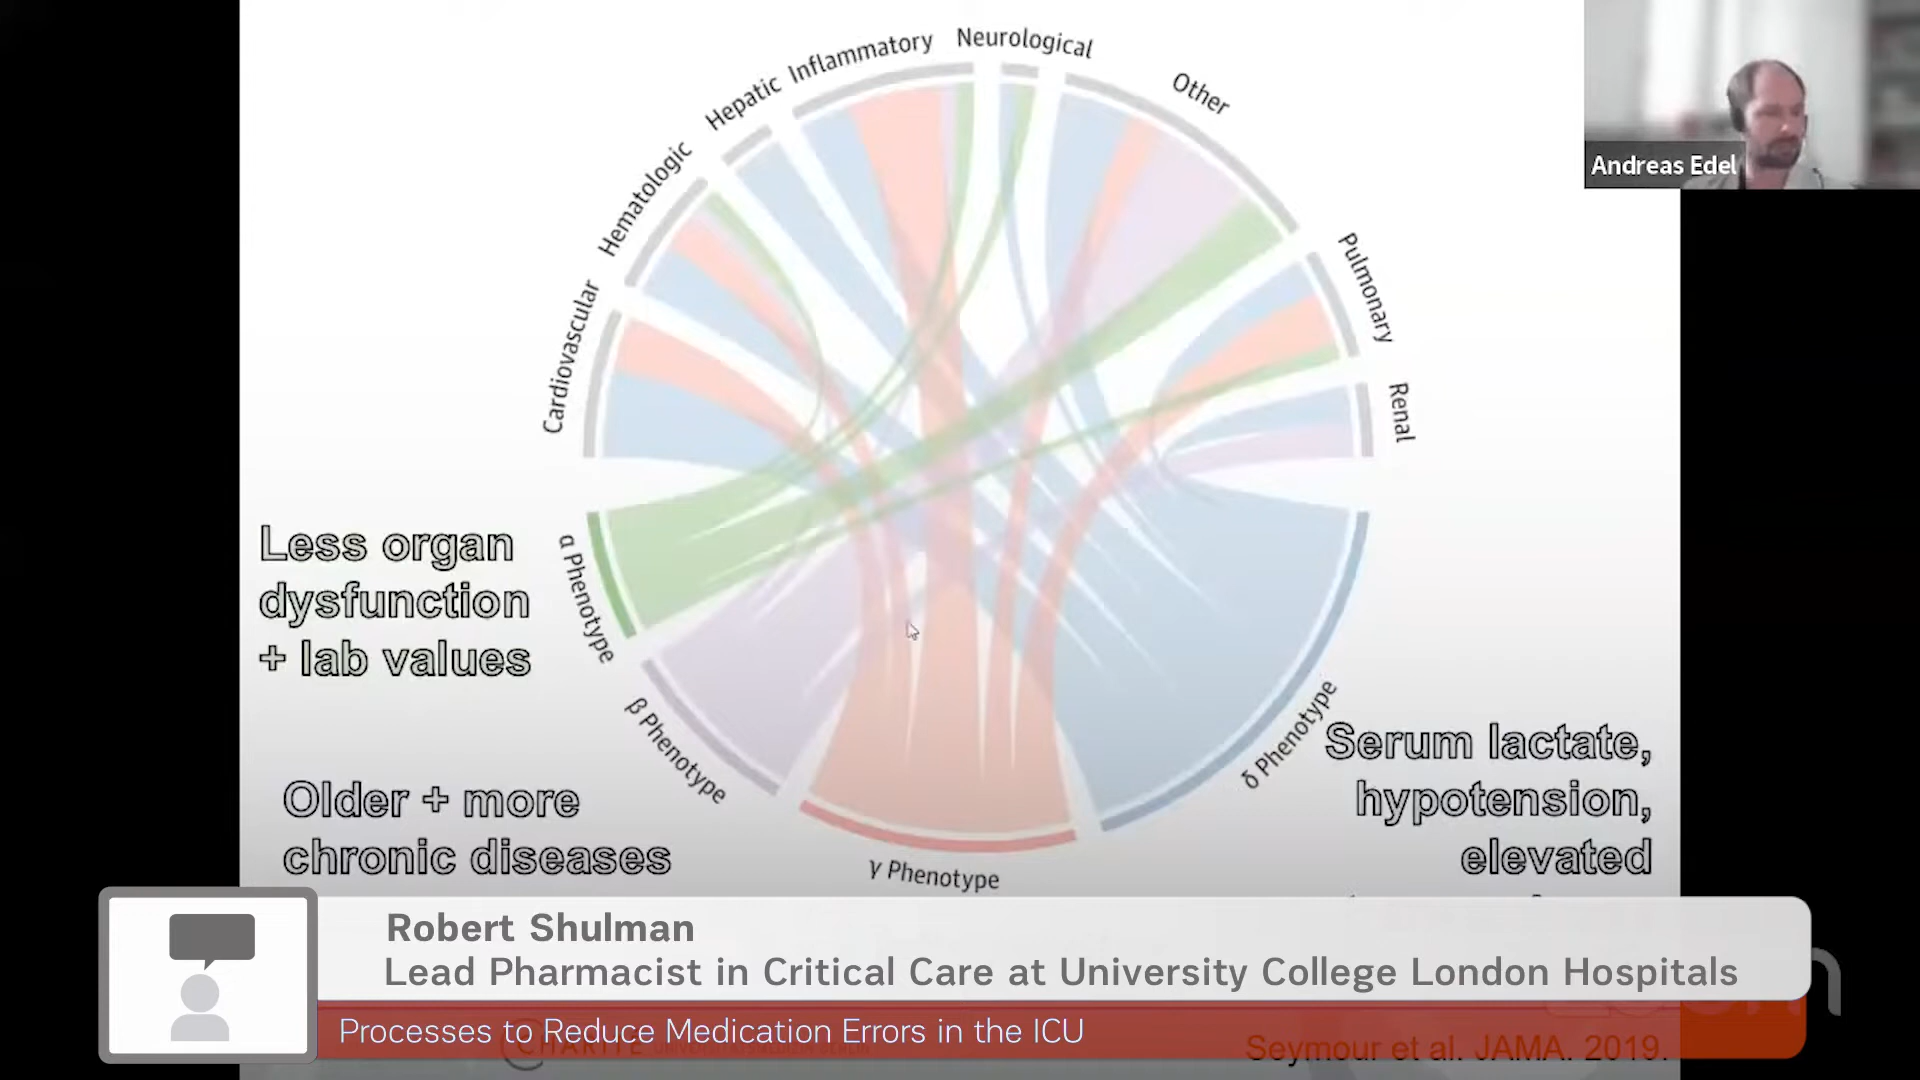 Neurological
Inflammatory
Other
Hepatic
Hematologic
Pulmonary
Cardiovascular
Renal
Andreas Edel
Less organ
dysfunction
+ lab values
α Phenotype
β Phenotype
γ Phenotype
δ Phenotype
Older + more
chronic diseases
Serum lactate,
hypotension,
elevated
Robert Shulman
Lead Pharmacist in Critical Care at University College London Hospitals
Processes to Reduce Medication Errors in the ICU
Seymour et al. JAMA. 2019.